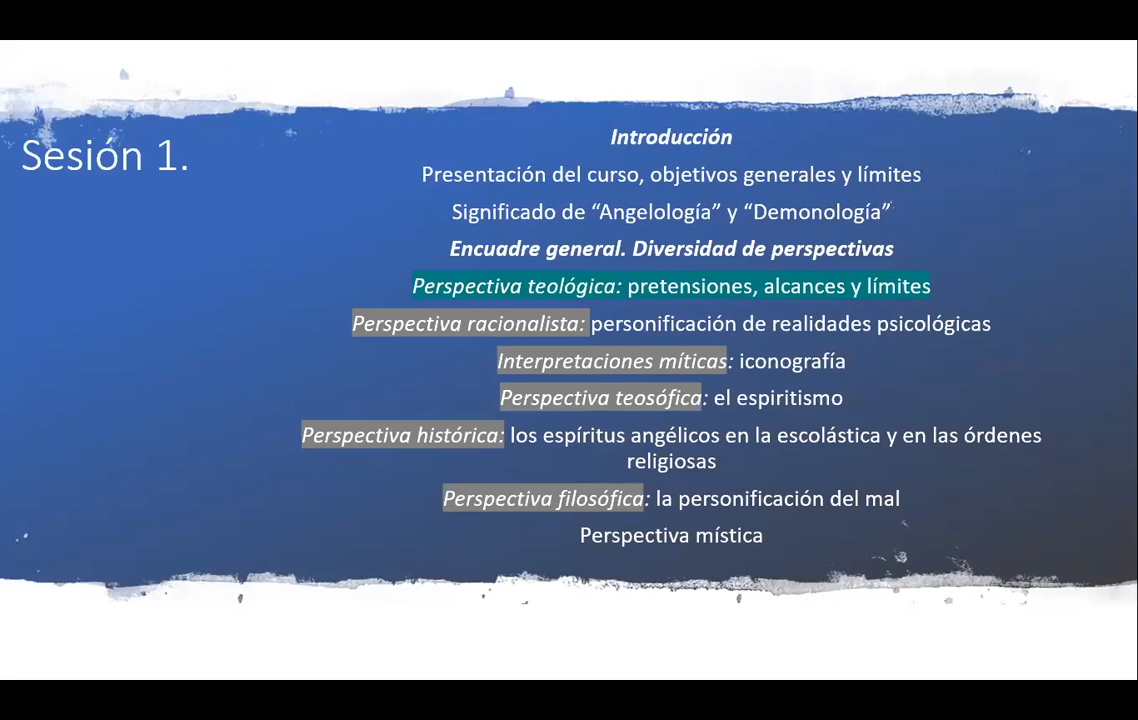 Sesión 1.
Introducción
Presentación del curso, objetivos generales y límites
Significado de “Angelología” y “Demonología”
Encuadre general. Diversidad de perspectivas
Perspectiva teológica: pretensiones, alcances y límites
Perspectiva racionalista: personificación de realidades psicológicas
Interpretaciones míticas: iconografía
Perspectiva teosófica: el espiritismo
Perspectiva histórica: los espíritus angélicos en la escolástica y en las órdenes
religiosas
Perspectiva filosófica: la personificación del mal
Perspectiva mística